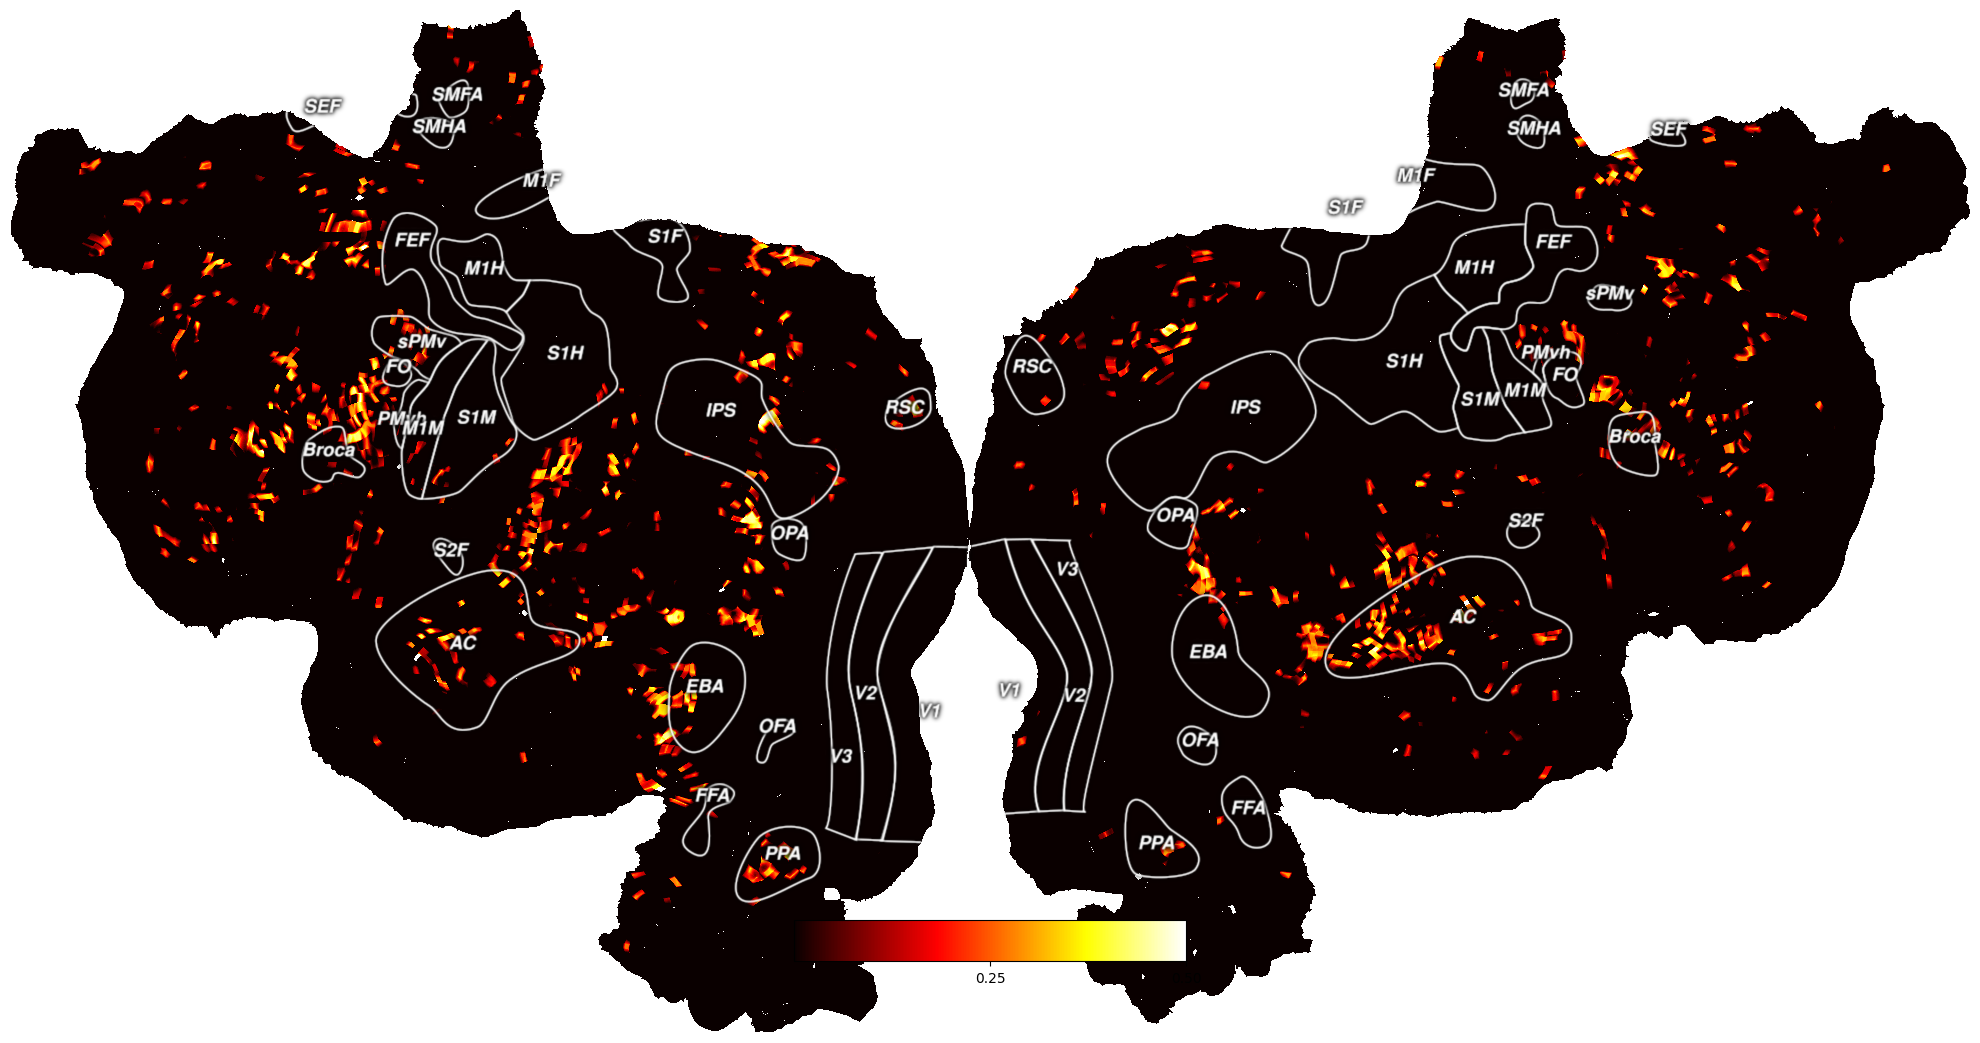 SEF
SMFA
SMHA
M1F
FEF
M1H
S1F
sPMv
FO
S1H
PMvh
M1M
S1M
Broca
IPS
RSC
S2F
OPA
AC
EBA
OFA
FFA
PPA
V3
V2
V1
SMFA
SMHA
SEF
M1F
S1F
FEF
M1H
sPMv
RSC
S1H
PMvh
FO
M1M
S1M
IPS
Broca
OPA
S2F
V3
AC
EBA
V1
V2
OFA
FFA
PPA
0.25